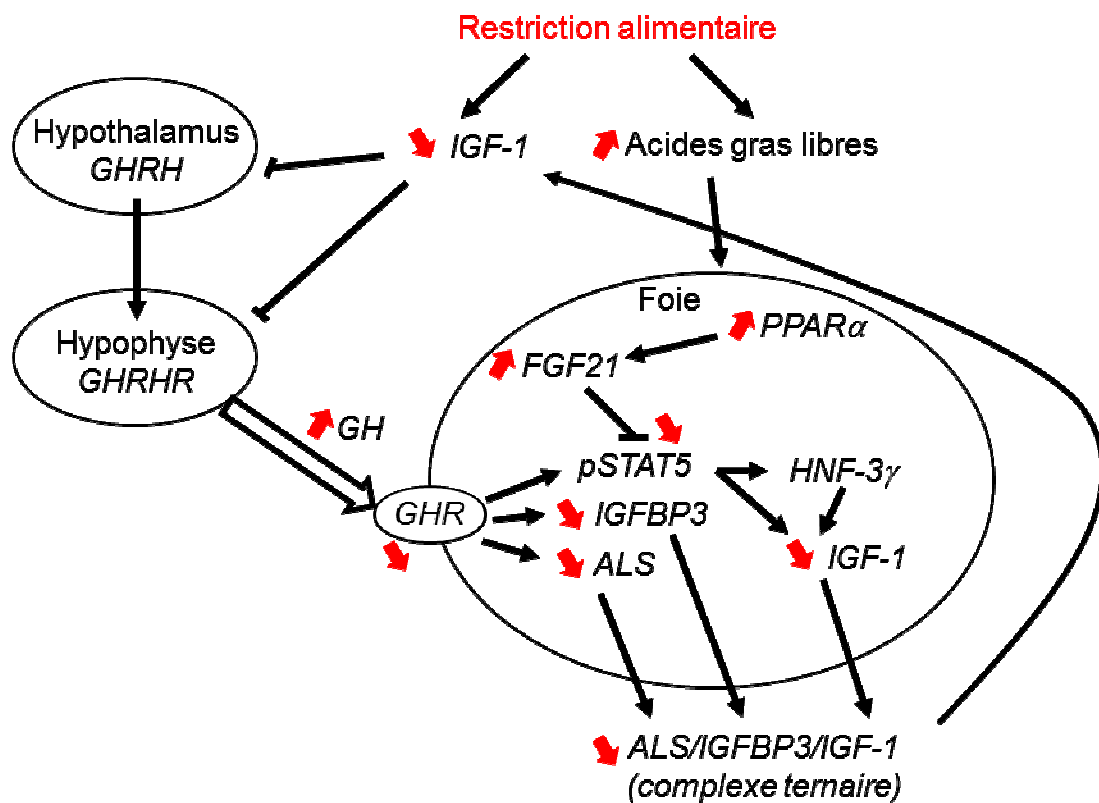 Restriction alimentaire
Hypothalamus
GHRH
IGF-1
Acides gras libres
Foie
PPARα
Hypophyse
GHRHR
FGF21
GH
pSTAT5
HNF-3γ
GHR
IGFBP3
ALS
IGF-1
ALS/IGFBP3/IGF-1
(complexe ternaire)